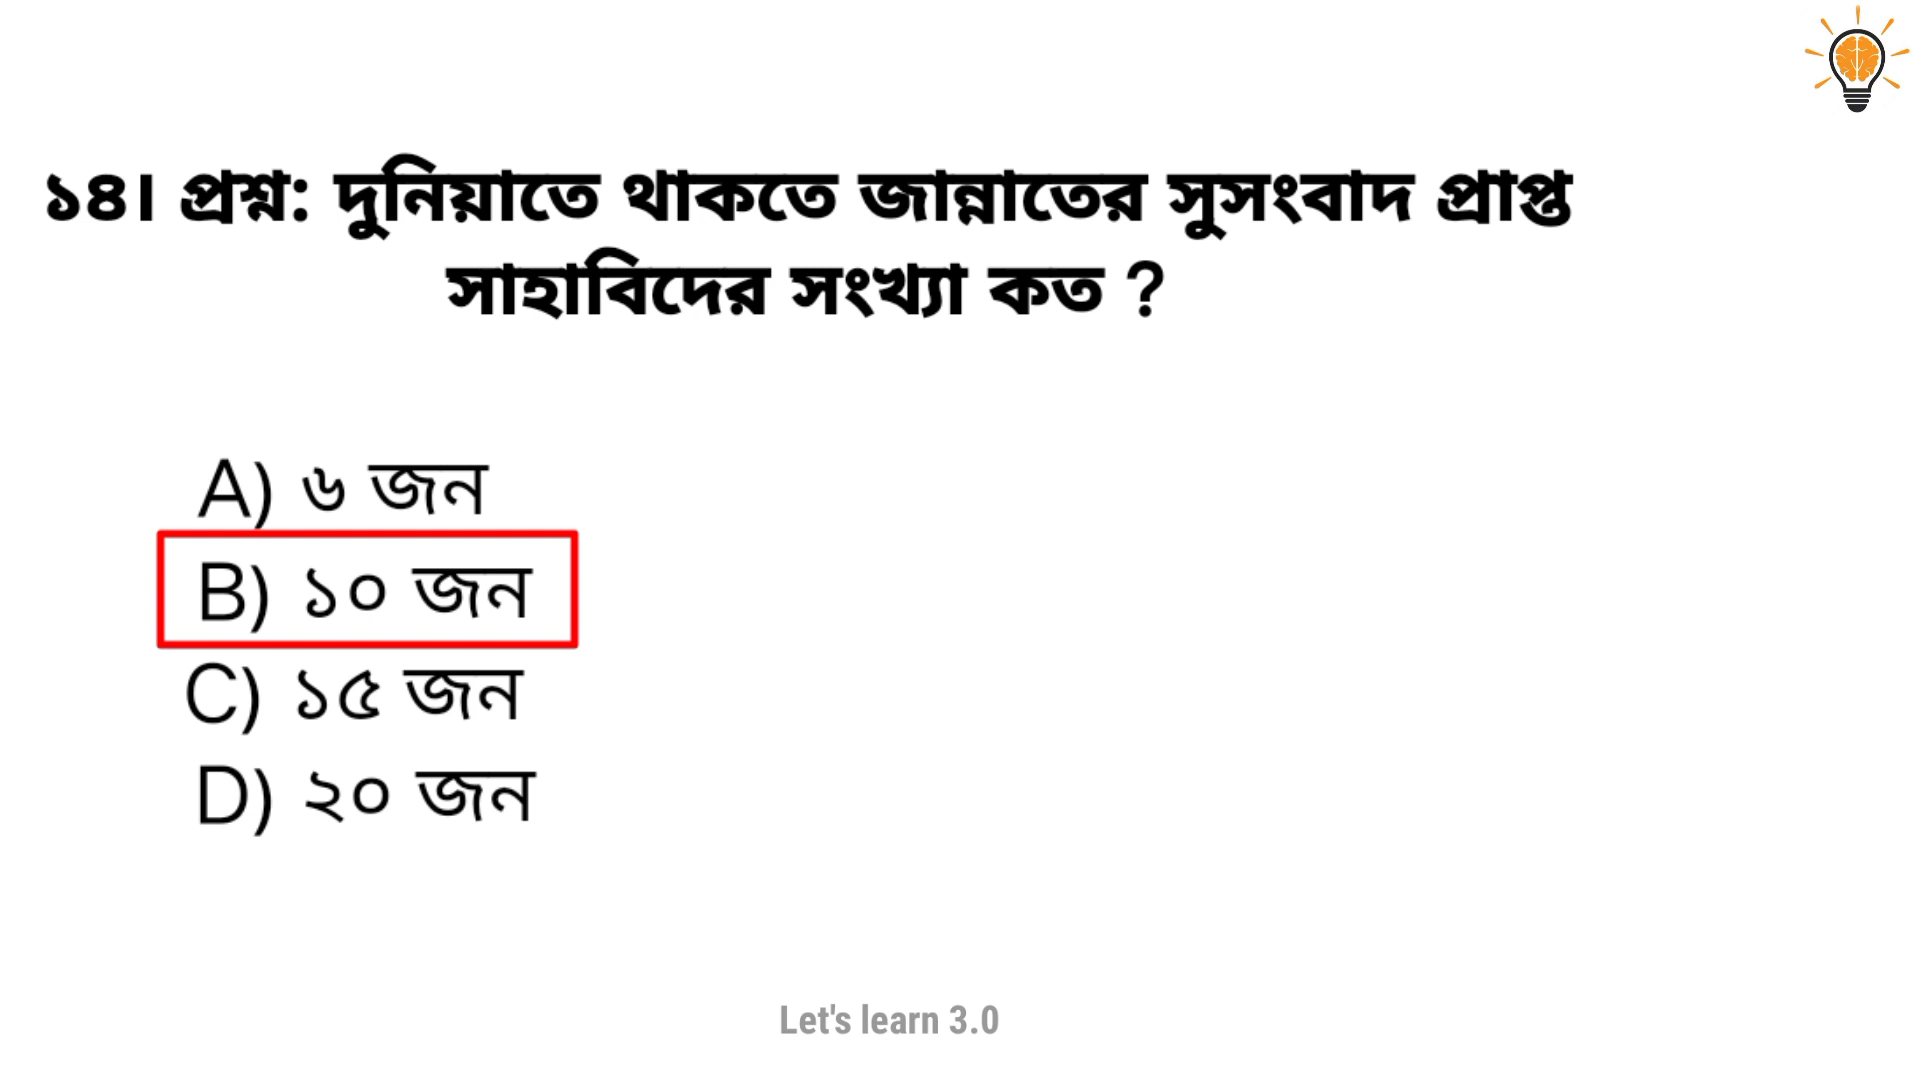 ১৪। প্রশ্ন: দুনিয়াতে থাকতে জান্নাতের সুসংবাদ প্রাপ্ত
সাহাবিদের সংখ্যা কত ?
A) ৬ জন
B) ১০ জন
C) ১৫ জন
D) ২০ জন
Let's learn 3.0